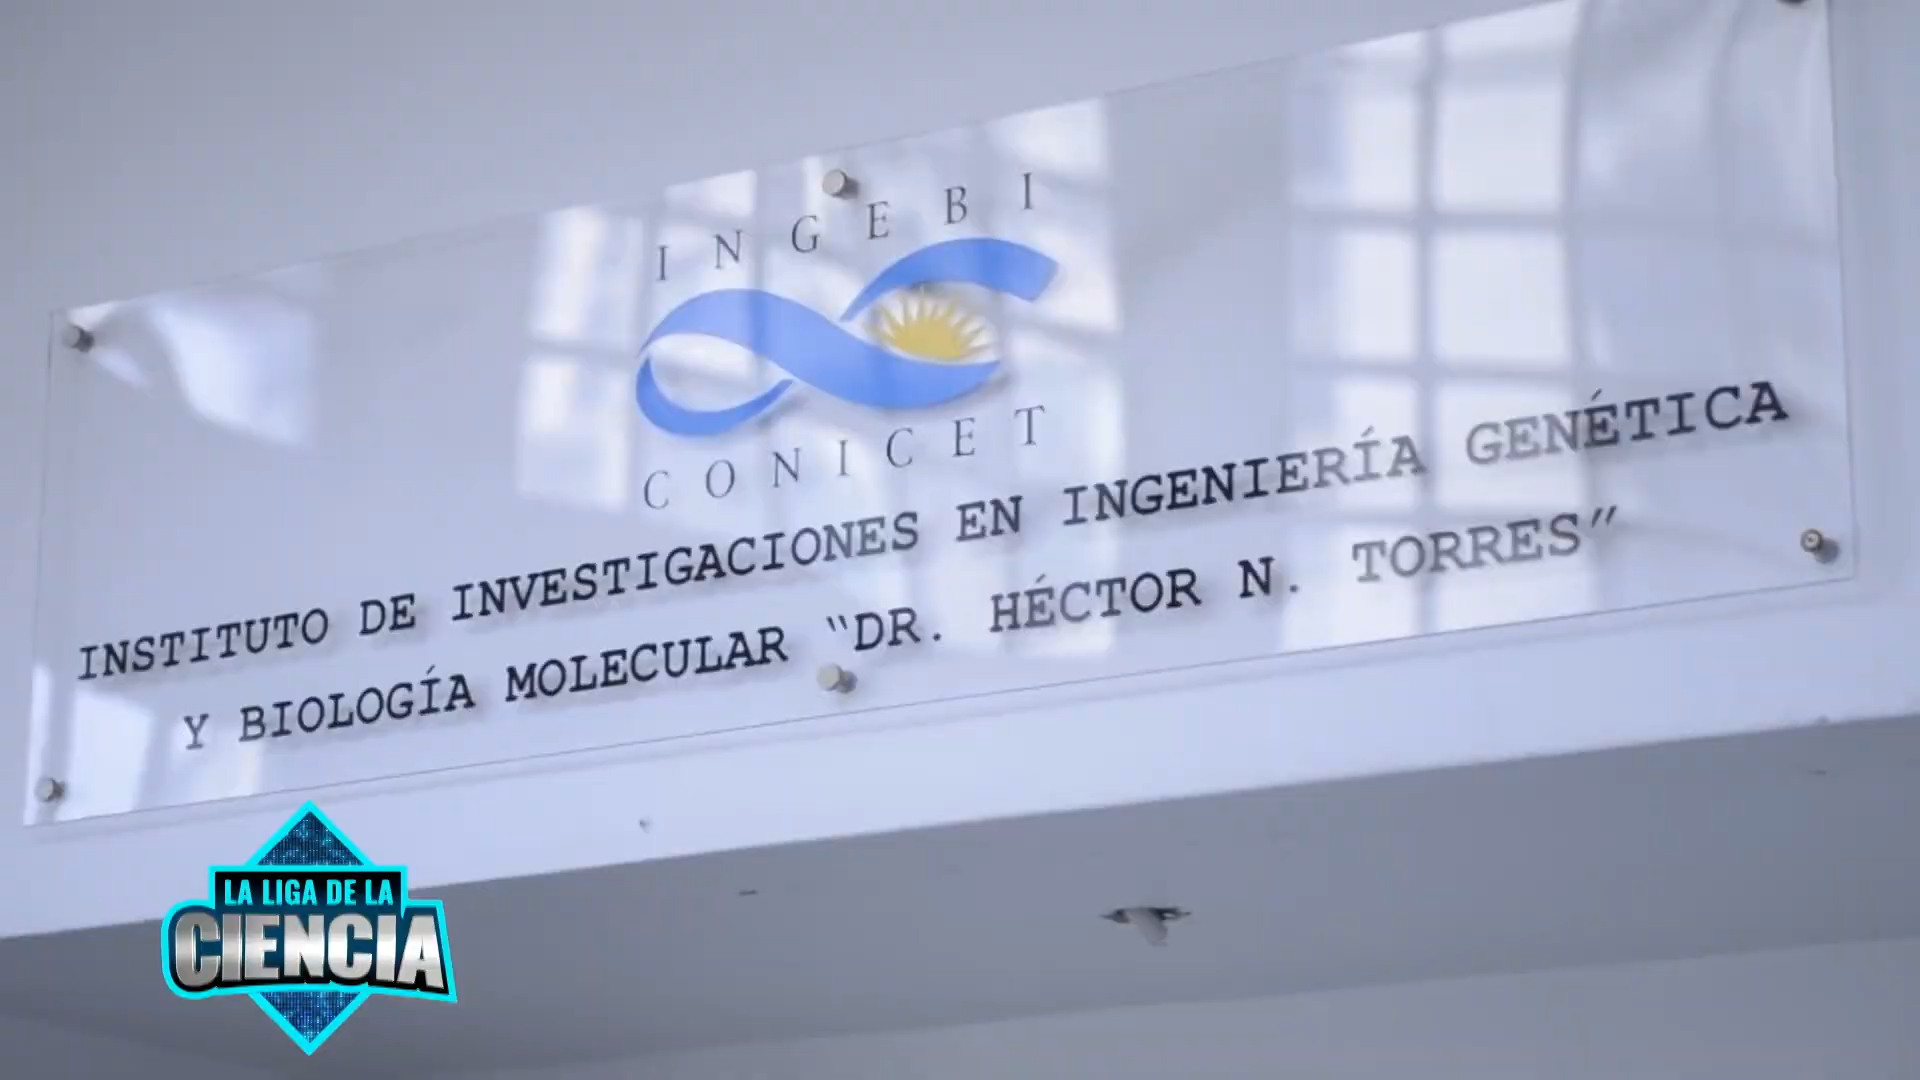 INGEBI
CONICET
INSTITUTO DE INVESTIGACIONES EN INGENIERÍA GENÉTICA
Y BIOLOGÍA MOLECULAR "DR. HÉCTOR N. TORRES"
LA LIGA DE LA
CIENCIA